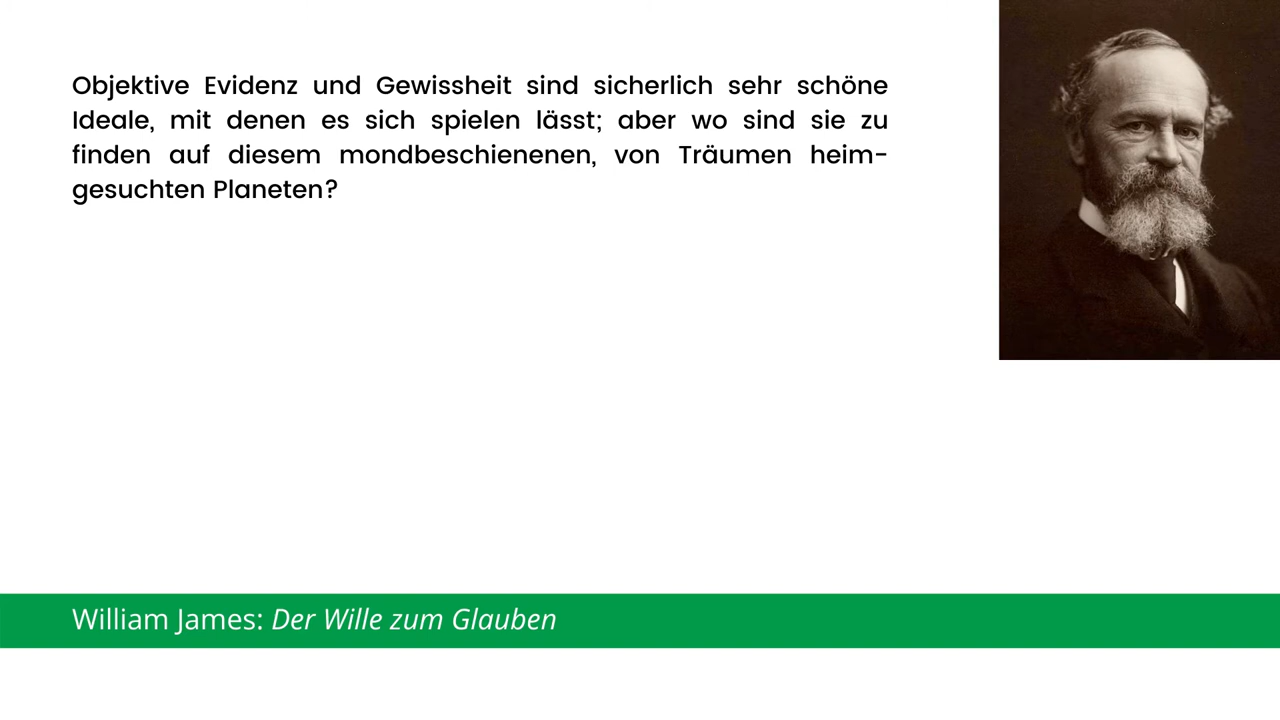 Objektive Evidenz und Gewissheit sind sicherlich sehr schöne
Ideale, mit denen es sich spielen lässt; aber wo sind sie zu
finden auf diesem mondbeschienenen, von Träumen heim-
gesuchten Planeten?
William James: Der Wille zum Glauben